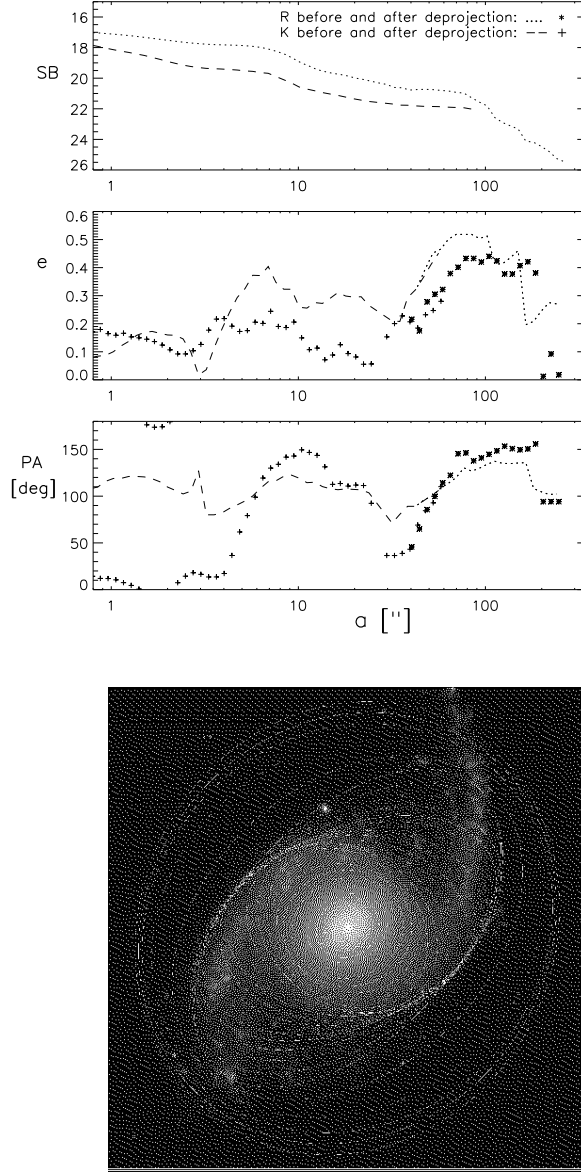 R before and after deprojection: ..... *
K before and after deprojection: – – – +
16
18
20
22
24
26
SB
1 10 100
0.6
0.5
0.4
0.3
0.2
0.1
0.0
e
1 10 100
150
100
50
0
PA
[deg]
1 10 100
a ["]